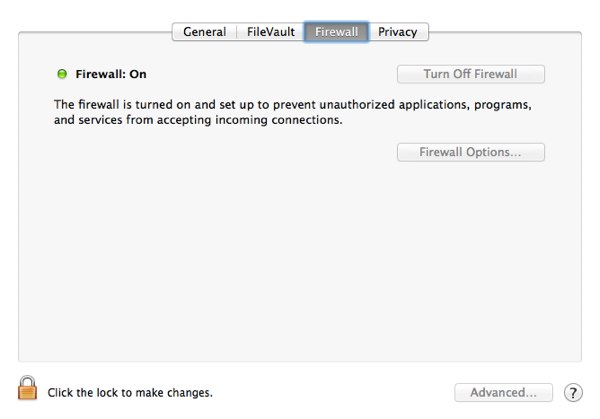 General FileVault Firewall Privacy
Firewall: On Turn Off Firewall
The firewall is turned on and set up to prevent unauthorized applications, programs,
and services from accepting incoming connections.
Firewall Options...
Click the lock to make changes. Advanced... ?